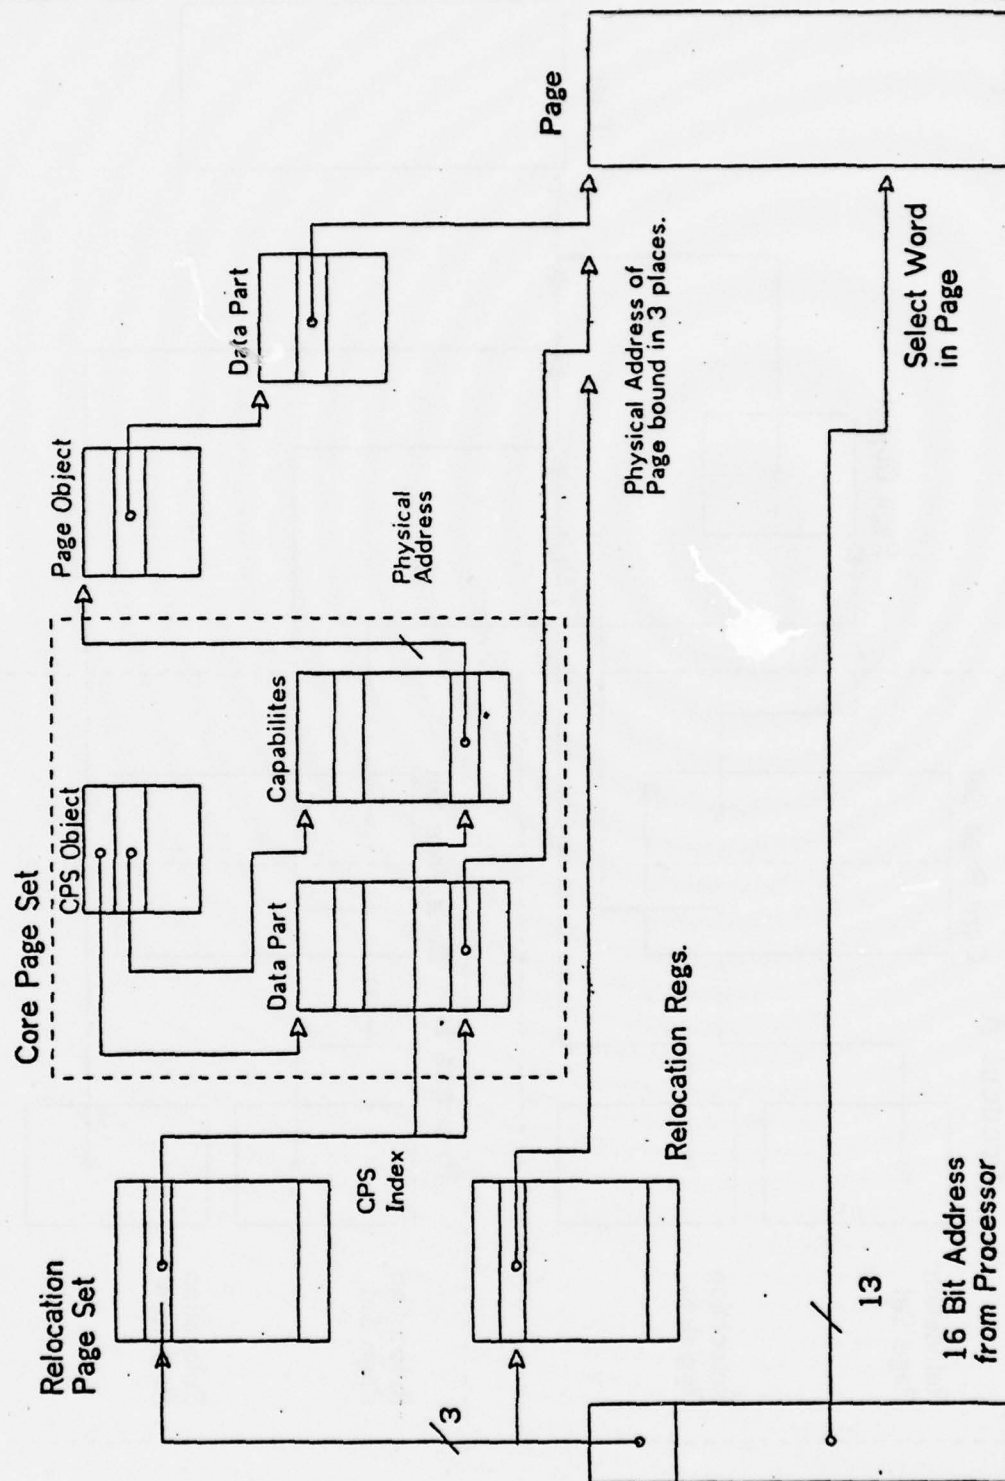 Relocation
Page Set
Core Page Set
CPS Object
Data Part
Capabilites
CPS
Index
Page Object
Physical
Address
Data Part
Page
Relocation Regs.
Physical Address of
Page bound in 3 places.
3
13
16 Bit Address
from Processor
Select Word
in Page